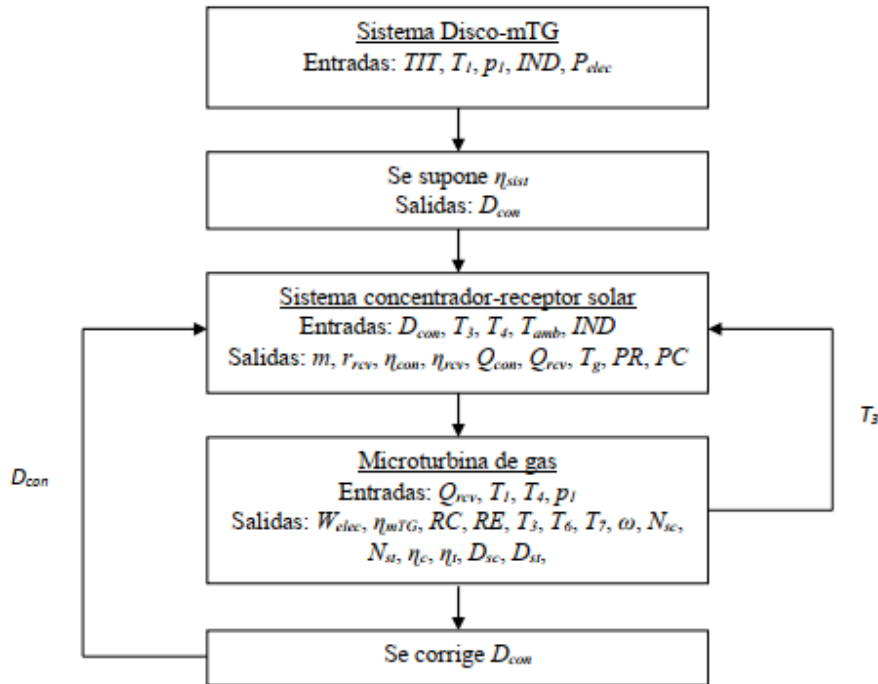 Sistema Disco-mTG
Entradas: TIT, T₁, p₁, IND, Pₑₗₑc
Se supone ηsist
Salidas: Dcon
Sistema concentrador-receptor solar
Entradas: Dcon, T₃, T₄, Tamb, IND
Salidas: m, rrcv, ηcon, ηrcv, Qcon, Qrcv, Tg, PR, PC
Microturbina de gas
Entradas: Qrcv, T₁, T₄, p₁
Salidas: Welec, ηmTG, RC, RE, T₃, T₆, T₇, ω, Nsc,
Nst, ηc, ηt, Dsc, Dst,
Se corrige Dcon
Dcon
T₃